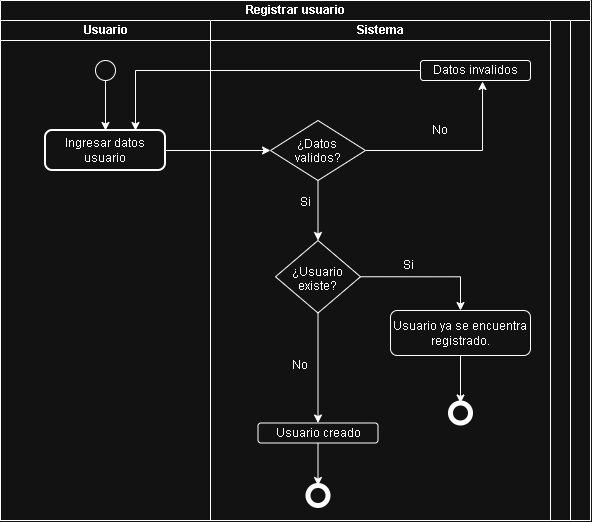 Registrar usuario
Usuario
Sistema
Datos invalidos
No
Ingresar datos
usuario
¿Datos
validos?
Si
¿Usuario
existe?
Si
Usuario ya se encuentra
registrado.
No
Usuario creado